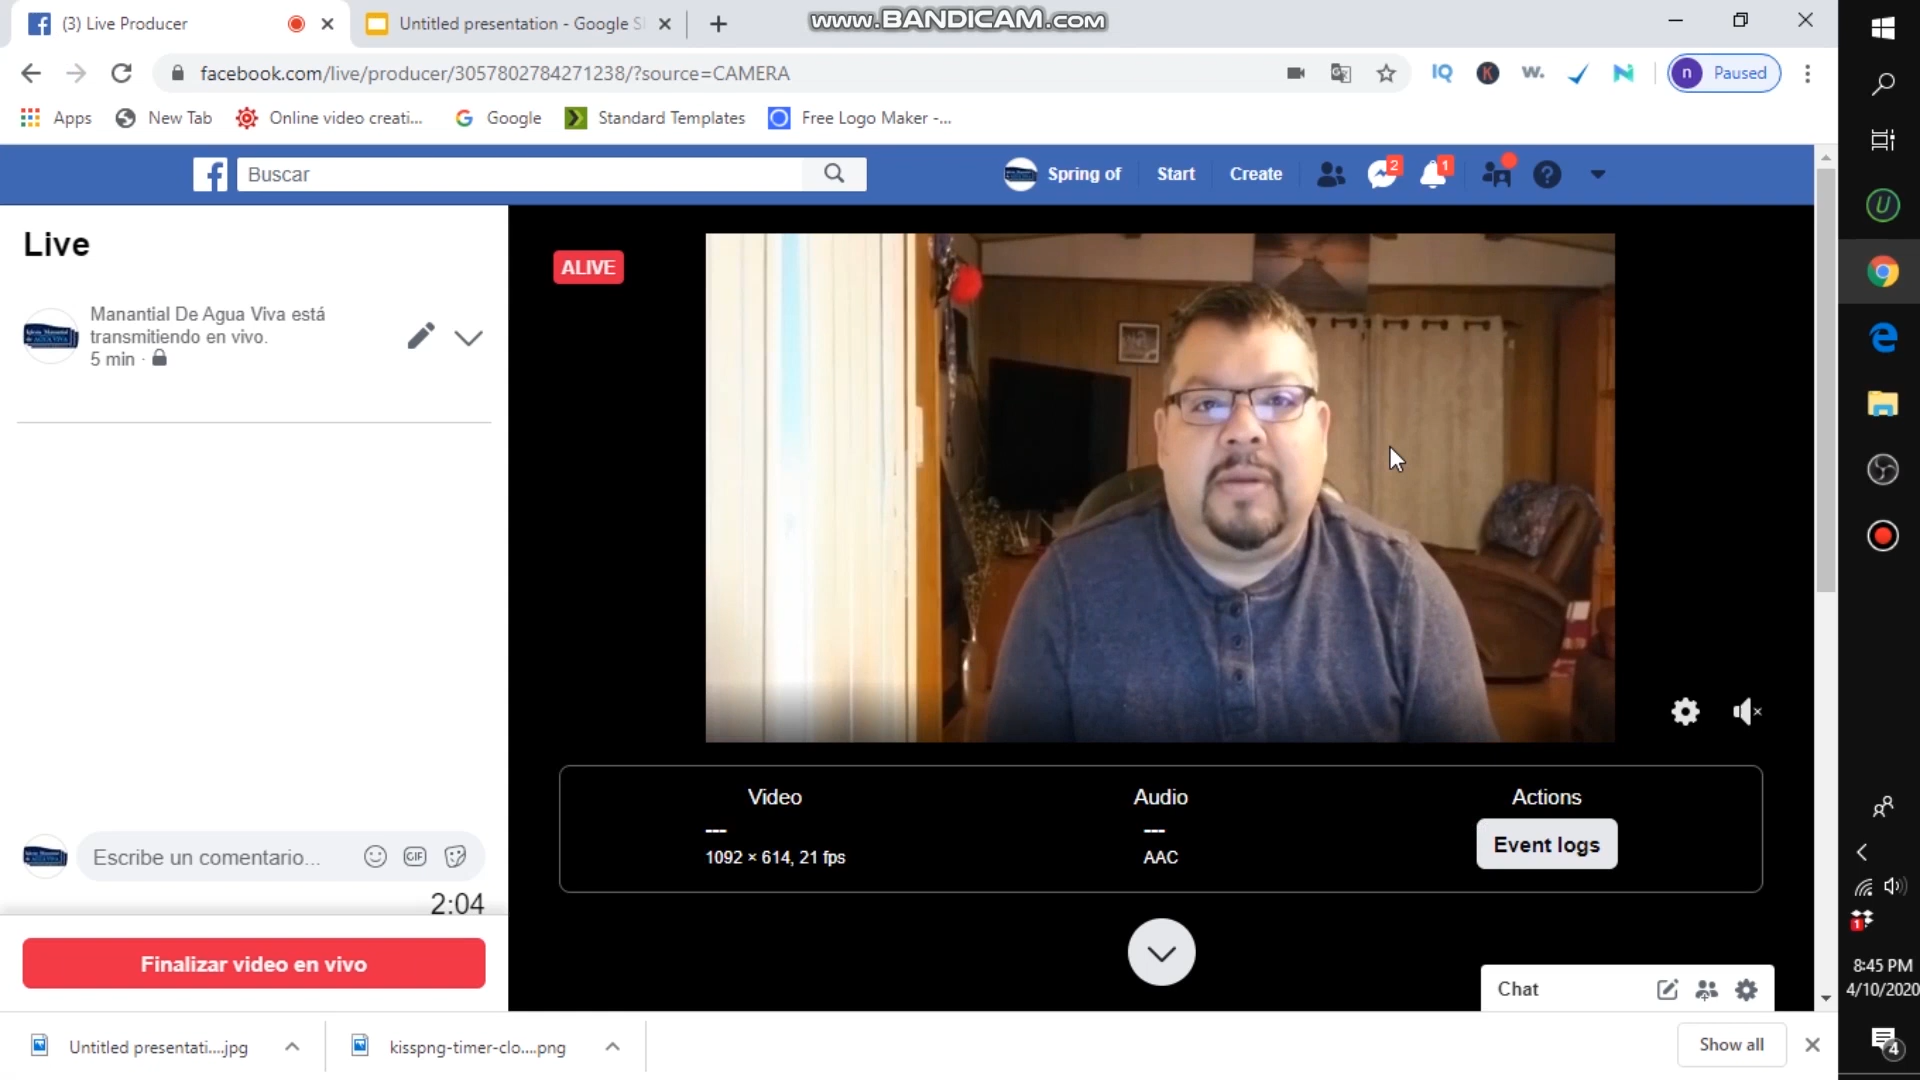 (3) Live Producer
Untitled presentation - Google Sl
www.BANDICAM.com
facebook.com/live/producer/3057802784271238/?source=CAMERA
IQ
K
w.
n
Paused
Apps
New Tab
Online video creati...
Google
Standard Templates
Free Logo Maker -...
Buscar
Spring of
Start
Create
2
1
Live
ALIVE
Manantial De Agua Viva está
transmitiendo en vivo.
5 min ·
Video
Audio
Actions
---
---
1092 × 614, 21 fps
AAC
Event logs
Escribe un comentario...
GIF
2:04
Finalizar video en vivo
Chat
Untitled presentati....jpg
kisspng-timer-clo....png
Show all
1
8:45 PM
4/10/2020
4